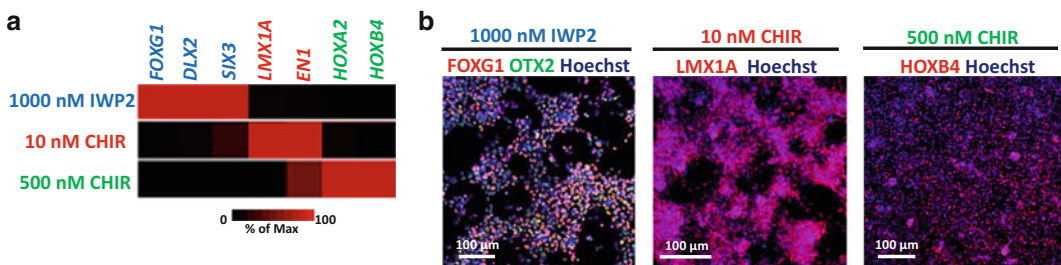 a
FOXG1 DLX2 SIX3 LMX1A EN1 HOXA2 HOXB4
1000 nM IWP2
10 nM CHIR
500 nM CHIR
0 100
% of Max
b
1000 nM IWP2
FOXG1 OTX2 Hoechst
100 µm
10 nM CHIR
LMX1A Hoechst
100 µm
500 nM CHIR
HOXB4 Hoechst
100 µm